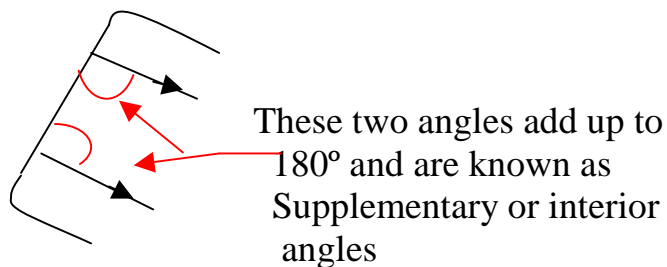 These two angles add up to
180º and are known as
Supplementary or interior
angles